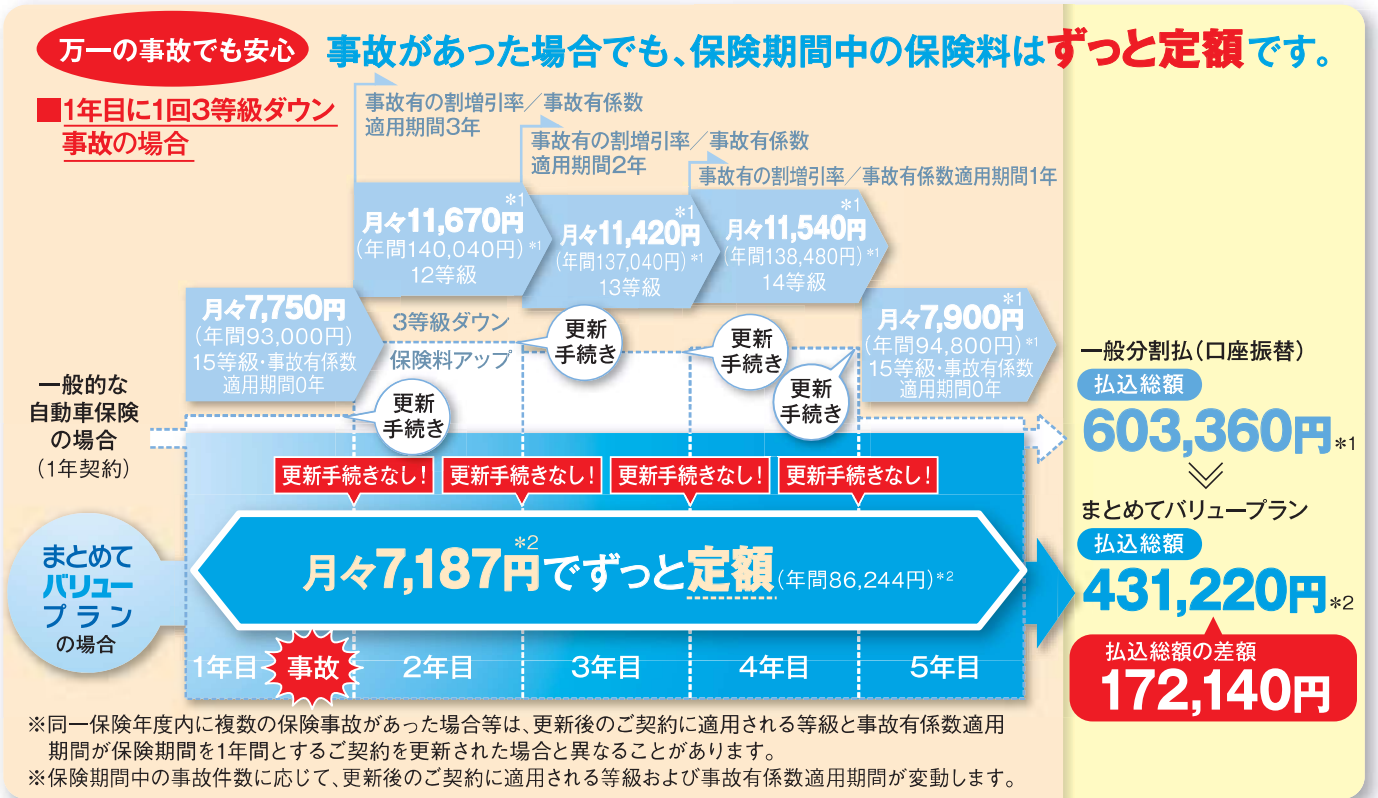 万一の事故でも安心
事故があった場合でも、保険期間中の保険料はずっと定額です。
■1年目に1回3等級ダウン
事故の場合
事故有の割増引率／事故有係数
適用期間3年
事故有の割増引率／事故有係数
適用期間2年
事故有の割増引率／事故有係数適用期間1年
月々7,750円
（年間93,000円）
15等級・事故有係数
適用期間0年
月々11,670円＊1
（年間140,040円）＊1
12等級
月々11,420円＊1
（年間137,040円）＊1
13等級
月々11,540円＊1
（年間138,480円）＊1
14等級
月々7,900円＊1
（年間94,800円）＊1
15等級・事故有係数
適用期間0年
3等級ダウン
保険料アップ
更新
手続き
更新
手続き
更新
手続き
更新
手続き
一般的な
自動車保険
の場合
（1年契約）
更新手続きなし！
更新手続きなし！
更新手続きなし！
更新手続きなし！
まとめて
バリュー
プラン
の場合
月々7,187円＊2でずっと定額（年間86,244円）＊2
1年目
事故
2年目
3年目
4年目
5年目
一般分割払（口座振替）
払込総額
603,360円＊1
まとめてバリュープラン
払込総額
431,220円＊2
払込総額の差額
172,140円
※同一保険年度内に複数の保険事故があった場合等は、更新後のご契約に適用される等級と事故有係数適用
期間が保険期間を1年間とするご契約を更新された場合と異なることがあります。
※保険期間中の事故件数に応じて、更新後のご契約に適用される等級および事故有係数適用期間が変動します。